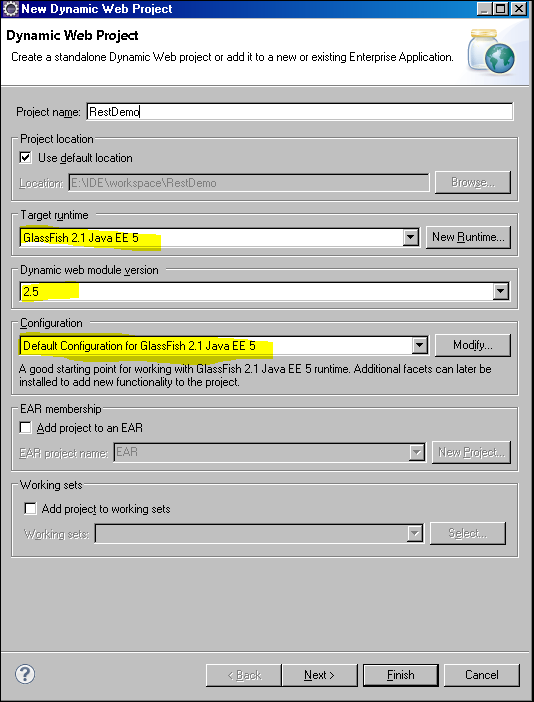 New Dynamic Web Project
Dynamic Web Project
Create a standalone Dynamic Web project or add it to a new or existing Enterprise Application.
Project name: RestDemo
Project location
Use default location
Location: E:\IDE\workspace\RestDemo Browse...
Target runtime
GlassFish 2.1 Java EE 5 New Runtime...
Dynamic web module version
2.5
Configuration
Default Configuration for GlassFish 2.1 Java EE 5 Modify...
A good starting point for working with GlassFish 2.1 Java EE 5 runtime. Additional facets can later be
installed to add new functionality to the project.
EAR membership
Add project to an EAR
EAR project name: EAR New Project...
Working sets
Add project to working sets
Working sets: Select...
? < Back Next > Finish Cancel